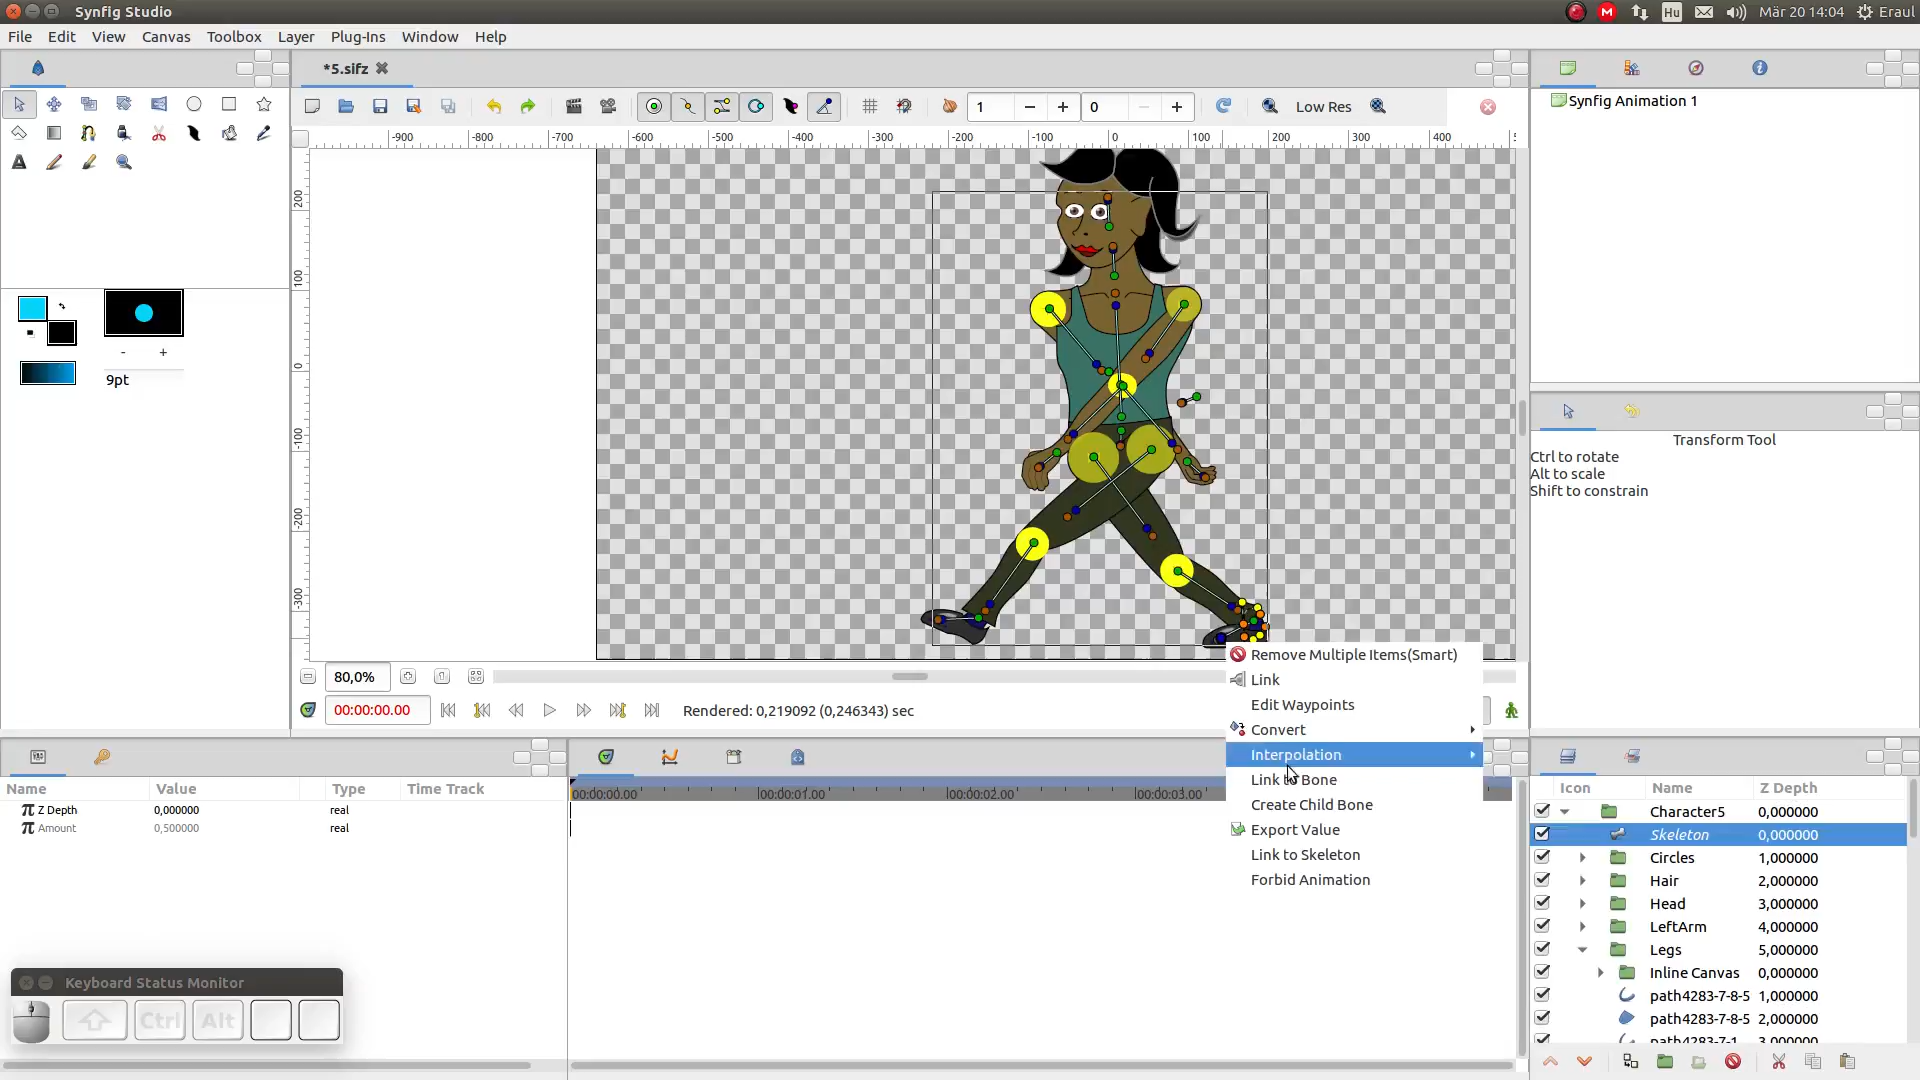 Synfig Studio
Hu
Mär 20 14:04
Eraul
File Edit View Canvas Toolbox Layer Plug-Ins Window Help
*5.sifz
1
0
Low Res
-900 -800 -700 -600 -500 -400 -300 -200 -100 0 100 200 300 400
200
100
0
-100
-200
-300
- +
9pt
80,0%
00:00:00.00
Rendered: 0,219092 (0,246343) sec
Synfig Animation 1
Transform Tool
Ctrl to rotate
Alt to scale
Shift to constrain
Remove Multiple Items(Smart)
Link
Edit Waypoints
Convert
Interpolation
Link to Bone
Create Child Bone
Export Value
Link to Skeleton
Forbid Animation
Name Value Type Time Track
Z Depth 0,000000 real
Amount 0,500000 real
00:00:00.00 00:00:01.00 00:00:02.00 00:00:03.00
Icon Name Z Depth
Character5 0,000000
Skeleton 0,000000
Circles 1,000000
Hair 2,000000
Head 3,000000
LeftArm 4,000000
Legs 5,000000
Inline Canvas 0,000000
path4283-7-8-5 1,000000
path4283-7-8-5 2,000000
path4283-7-1 3,000000
Keyboard Status Monitor
Ctrl Alt